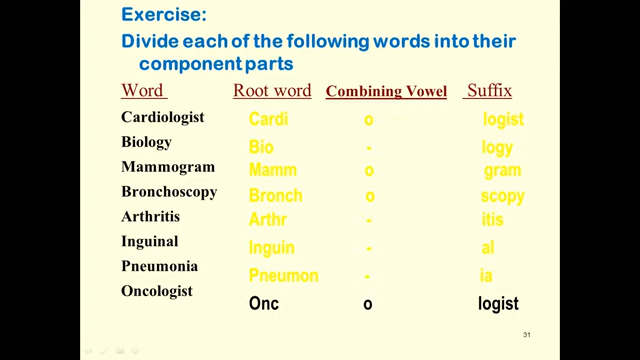 Exercise:
Divide each of the following words into their
component parts
Word Root word Combining Vowel Suffix
Cardiologist Cardi o logist
Biology Bio - logy
Mammogram Mamm o gram
Bronchoscopy Bronch o scopy
Arthritis Arthr - itis
Inguinal Inguin - al
Pneumonia Pneumon - ia
Oncologist Onc o logist
31